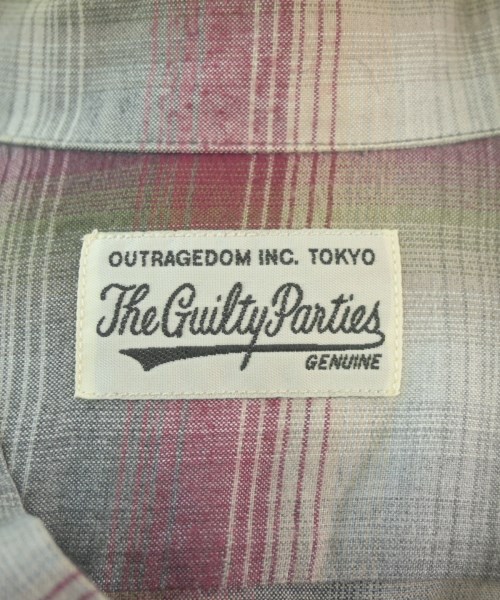 OUTRAGEDOM INC. TOKYO
The Guilty Parties
GENUINE